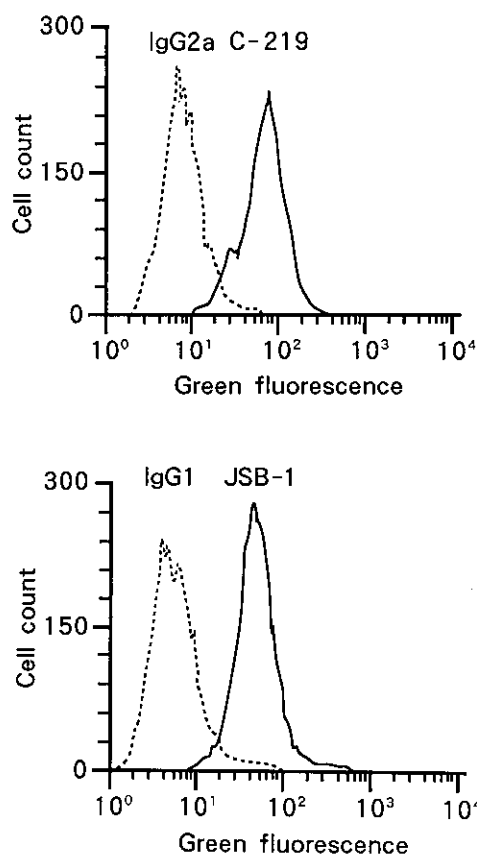 300
IgG2a C-219
150
Cell count
0
10⁰ 10¹ 10² 10³ 10⁴
Green fluorescence
300
IgG1 JSB-1
150
Cell count
0
10⁰ 10¹ 10² 10³ 10⁴
Green fluorescence